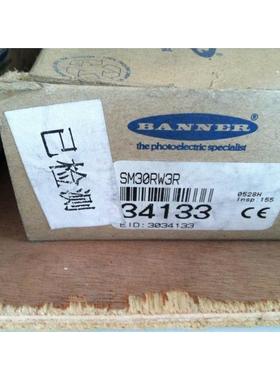 已检测
BANNER
the photoelectric specialist
SM30RW3R
0528H
Insp 155
34133
CE
EID: 3034133